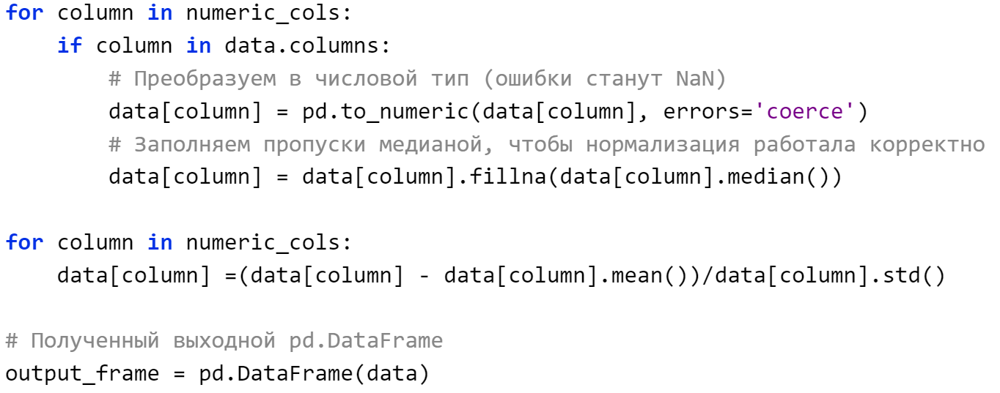 for column in numeric_cols:
    if column in data.columns:
        # Преобразуем в числовой тип (ошибки станут NaN)
        data[column] = pd.to_numeric(data[column], errors='coerce')
        # Заполняем пропуски медианой, чтобы нормализация работала корректно
        data[column] = data[column].fillna(data[column].median())

for column in numeric_cols:
    data[column] =(data[column] - data[column].mean())/data[column].std()

# Полученный выходной pd.DataFrame
output_frame = pd.DataFrame(data)